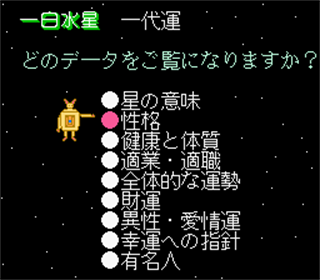 一白水星　一代運
どのデータをご覧になりますか？
星の意味
性格
健康と体質
適業・適職
全体的な運勢
財運
異性・愛情運
幸運への指針
有名人